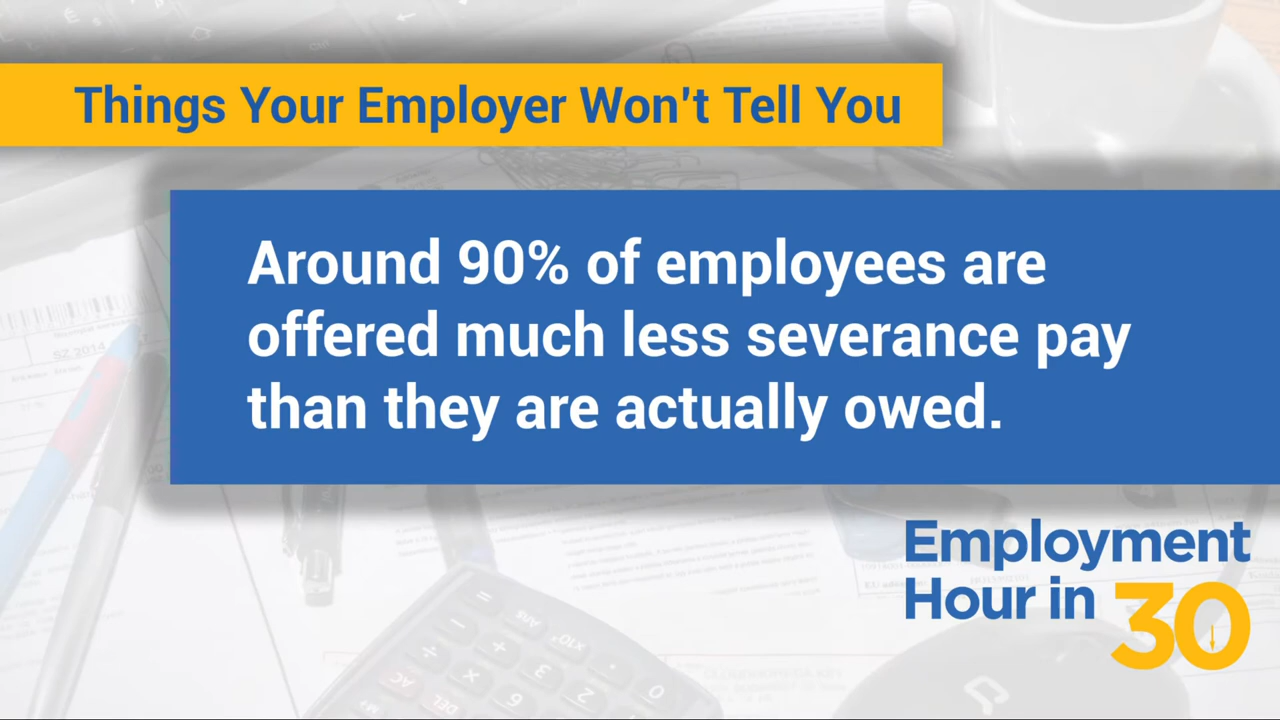 Things Your Employer Won't Tell You
Around 90% of employees are
offered much less severance pay
than they are actually owed.
Employment
Hour in 30